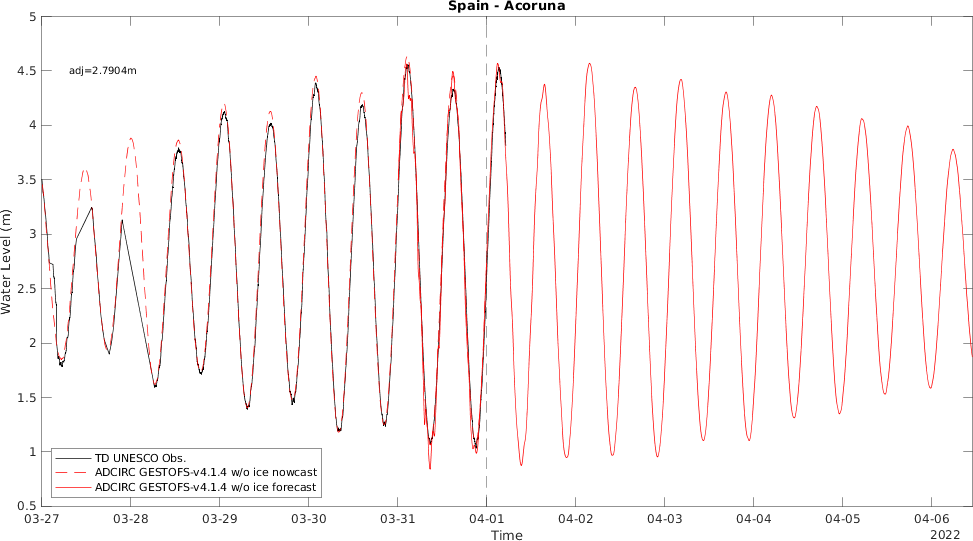 Spain - Acoruna
5
4.5
4
3.5
3
2.5
2
1.5
1
0.5
Water Level (m)
adj=2.7904m
TD UNESCO Obs.
ADCIRC GESTOFS-v4.1.4 w/o ice nowcast
ADCIRC GESTOFS-v4.1.4 w/o ice forecast
03-27 03-28 03-29 03-30 03-31 04-01 04-02 04-03 04-04 04-05 04-06
Time
2022